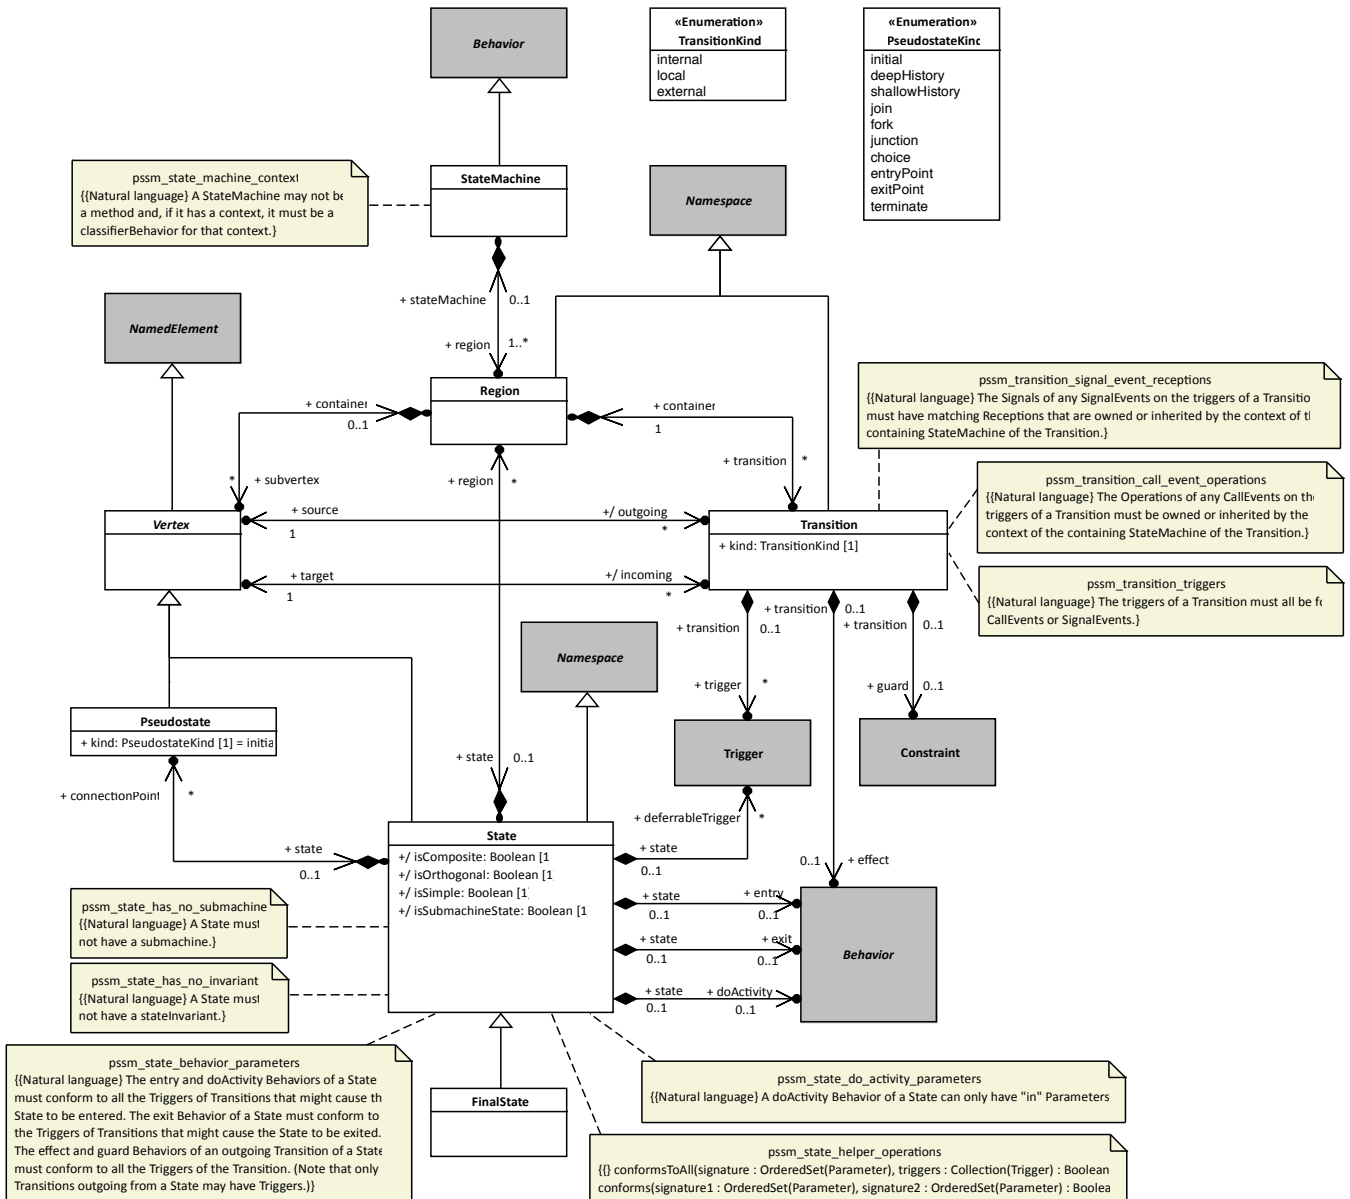 Behavior
«Enumeration»
TransitionKind
internal
local
external
«Enumeration»
PseudostateKind
initial
deepHistory
shallowHistory
join
fork
junction
choice
entryPoint
exitPoint
terminate
pssm_state_machine_context
{{Natural language} A StateMachine may not be
a method and, if it has a context, it must be a
classifierBehavior for that context.}
StateMachine
Namespace
+ stateMachine
0..1
NamedElement
+ region
1..*
Region
+ container
0..1
+ container
1
pssm_transition_signal_event_receptions
{{Natural language} The Signals of any SignalEvents on the triggers of a Transitio
must have matching Receptions that are owned or inherited by the context of tl
containing StateMachine of the Transition.}
* + subvertex
+ region *
+ transition *
pssm_transition_call_event_operations
{{Natural language} The Operations of any CallEvents on the
triggers of a Transition must be owned or inherited by the
context of the containing StateMachine of the Transition.}
Vertex
+ source
1
+/ outgoing
*
Transition
+ kind: TransitionKind [1]
+ target
1
+/ incoming
*
pssm_transition_triggers
{{Natural language} The triggers of a Transition must all be fo
CallEvents or SignalEvents.}
+ transition
0..1
+ transition
0..1
+ transition
0..1
Namespace
+ trigger *
+ guard 0..1
Pseudostate
+ kind: PseudostateKind [1] = initia
Trigger
Constraint
+ state 0..1
+ connectionPoint *
+ deferrableTrigger *
State
+/ isComposite: Boolean [1
+/ isOrthogonal: Boolean [1
+/ isSimple: Boolean [1
+/ isSubmachineState: Boolean [1
+ state
0..1
+ state
0..1
0..1 + effect
+ state
0..1
+ entry
0..1
+ state
0..1
+ exit
0..1
+ state
0..1
+ doActivity
0..1
Behavior
pssm_state_has_no_submachine
{{Natural language} A State must
not have a submachine.}
pssm_state_has_no_invariant
{{Natural language} A State must
not have a stateInvariant.}
pssm_state_behavior_parameters
{{Natural language} The entry and doActivity Behaviors of a State
must conform to all the Triggers of Transitions that might cause th
State to be entered. The exit Behavior of a State must conform to
the Triggers of Transitions that might cause the State to be exited.
The effect and guard Behaviors of an outgoing Transition of a State
must conform to all the Triggers of the Transition. (Note that only
Transitions outgoing from a State may have Triggers.)}
FinalState
pssm_state_do_activity_parameters
{{Natural language} A doActivity Behavior of a State can only have "in" Parameters
pssm_state_helper_operations
{{} conformsToAll(signature : OrderedSet(Parameter), triggers : Collection(Trigger) : Boolean
conforms(signature1 : OrderedSet(Parameter), signature2 : OrderedSet(Parameter) : Boolea